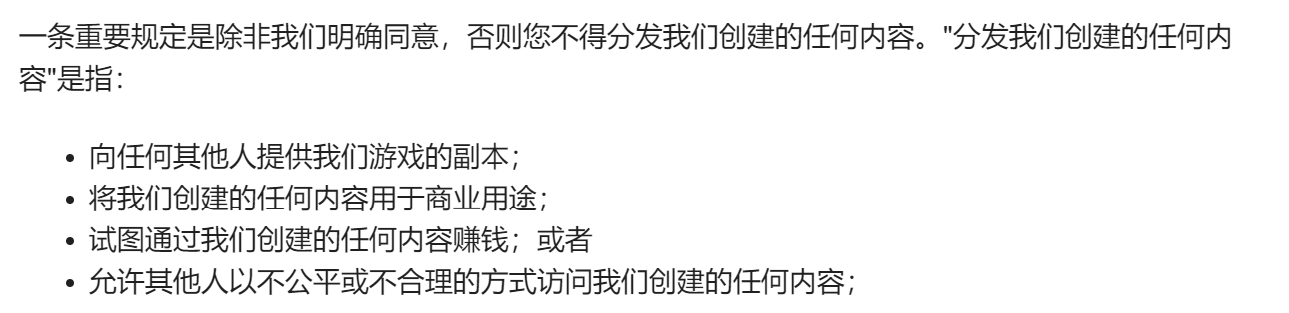 一条重要规定是除非我们明确同意，否则您不得分发我们创建的任何内容。"分发我们创建的任何内
容"是指：
• 向任何其他人提供我们游戏的副本；
• 将我们创建的任何内容用于商业用途；
• 试图通过我们创建的任何内容赚钱；或者
• 允许其他人以不公平或不合理的方式访问我们创建的任何内容；